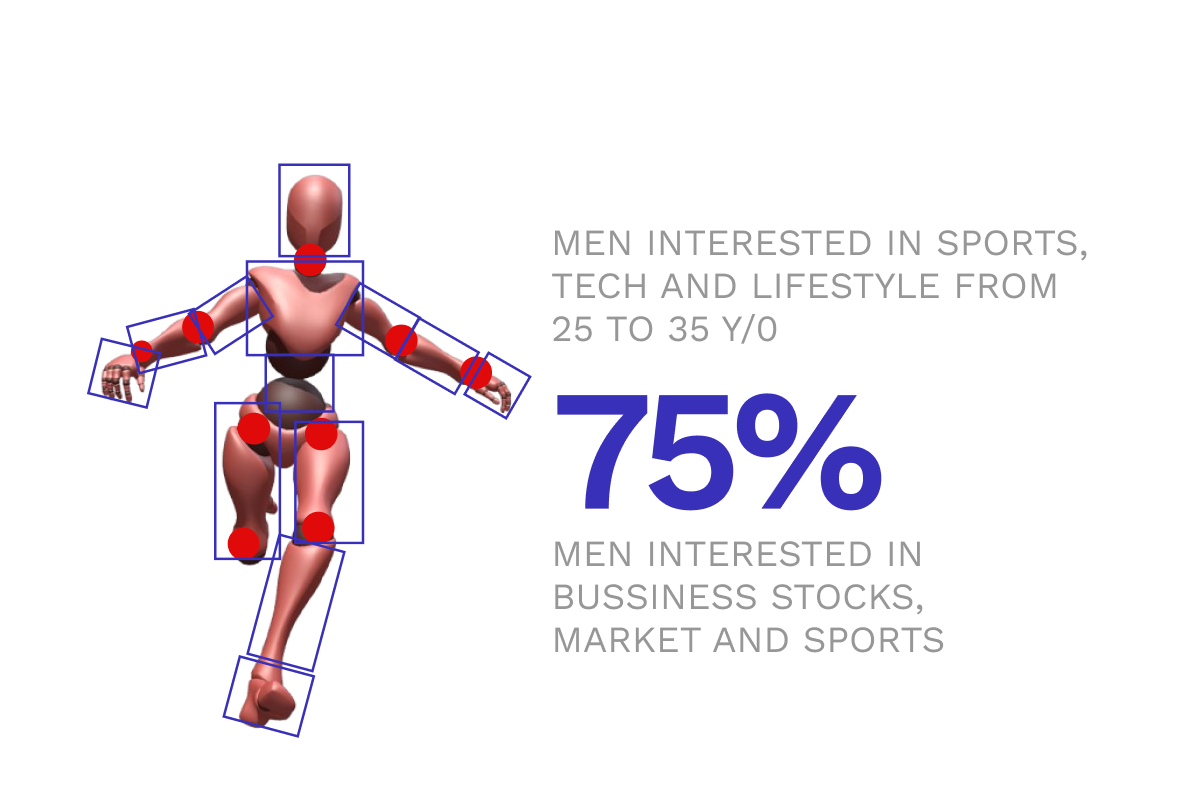 MEN INTERESTED IN SPORTS,
TECH AND LIFESTYLE FROM
25 TO 35 Y/0
75%
MEN INTERESTED IN
BUSSINESS STOCKS,
MARKET AND SPORTS